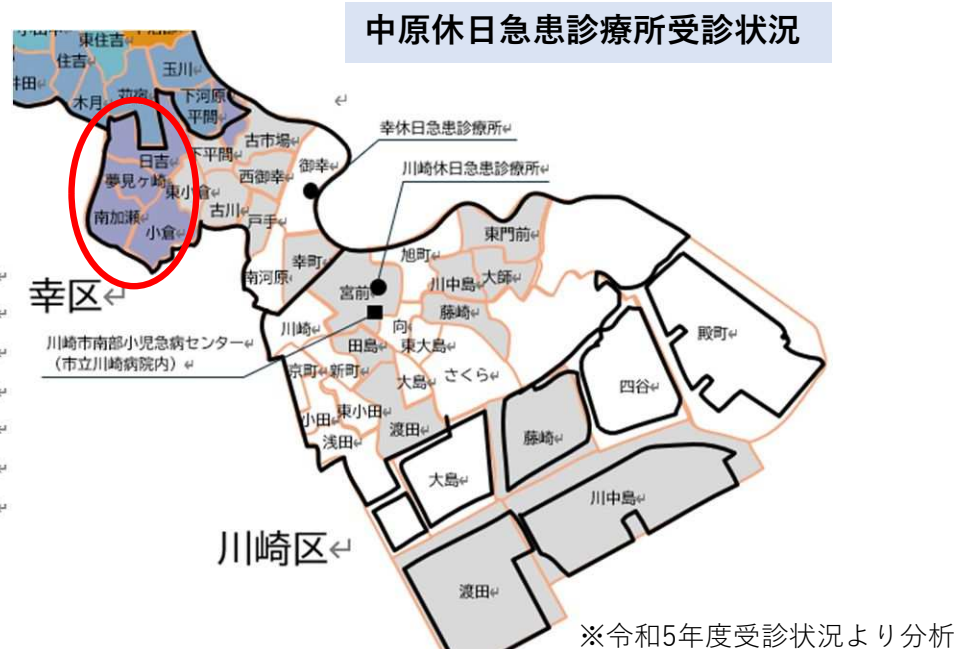 中原休日急患診療所受診状況
東住吉
住吉
玉川
井田
木月
苅宿
下河原
平間
日吉
下平間
古市場
御幸
幸休日急患診療所
夢見ヶ崎
東小倉
西御幸
川崎休日急患診療所
南加瀬
小倉
古川
戸手
東門前
旭町
南河原
幸町
宮前
川中島
大師
幸区
藤崎
川崎
向
殿町
川崎市南部小児急病センター
(市立川崎病院内)
田島
東大島
京町
新町
大島
さくら
四谷
小田
東小田
渡田
浅田
藤崎
大島
川中島
川崎区
渡田
※令和5年度受診状況より分析